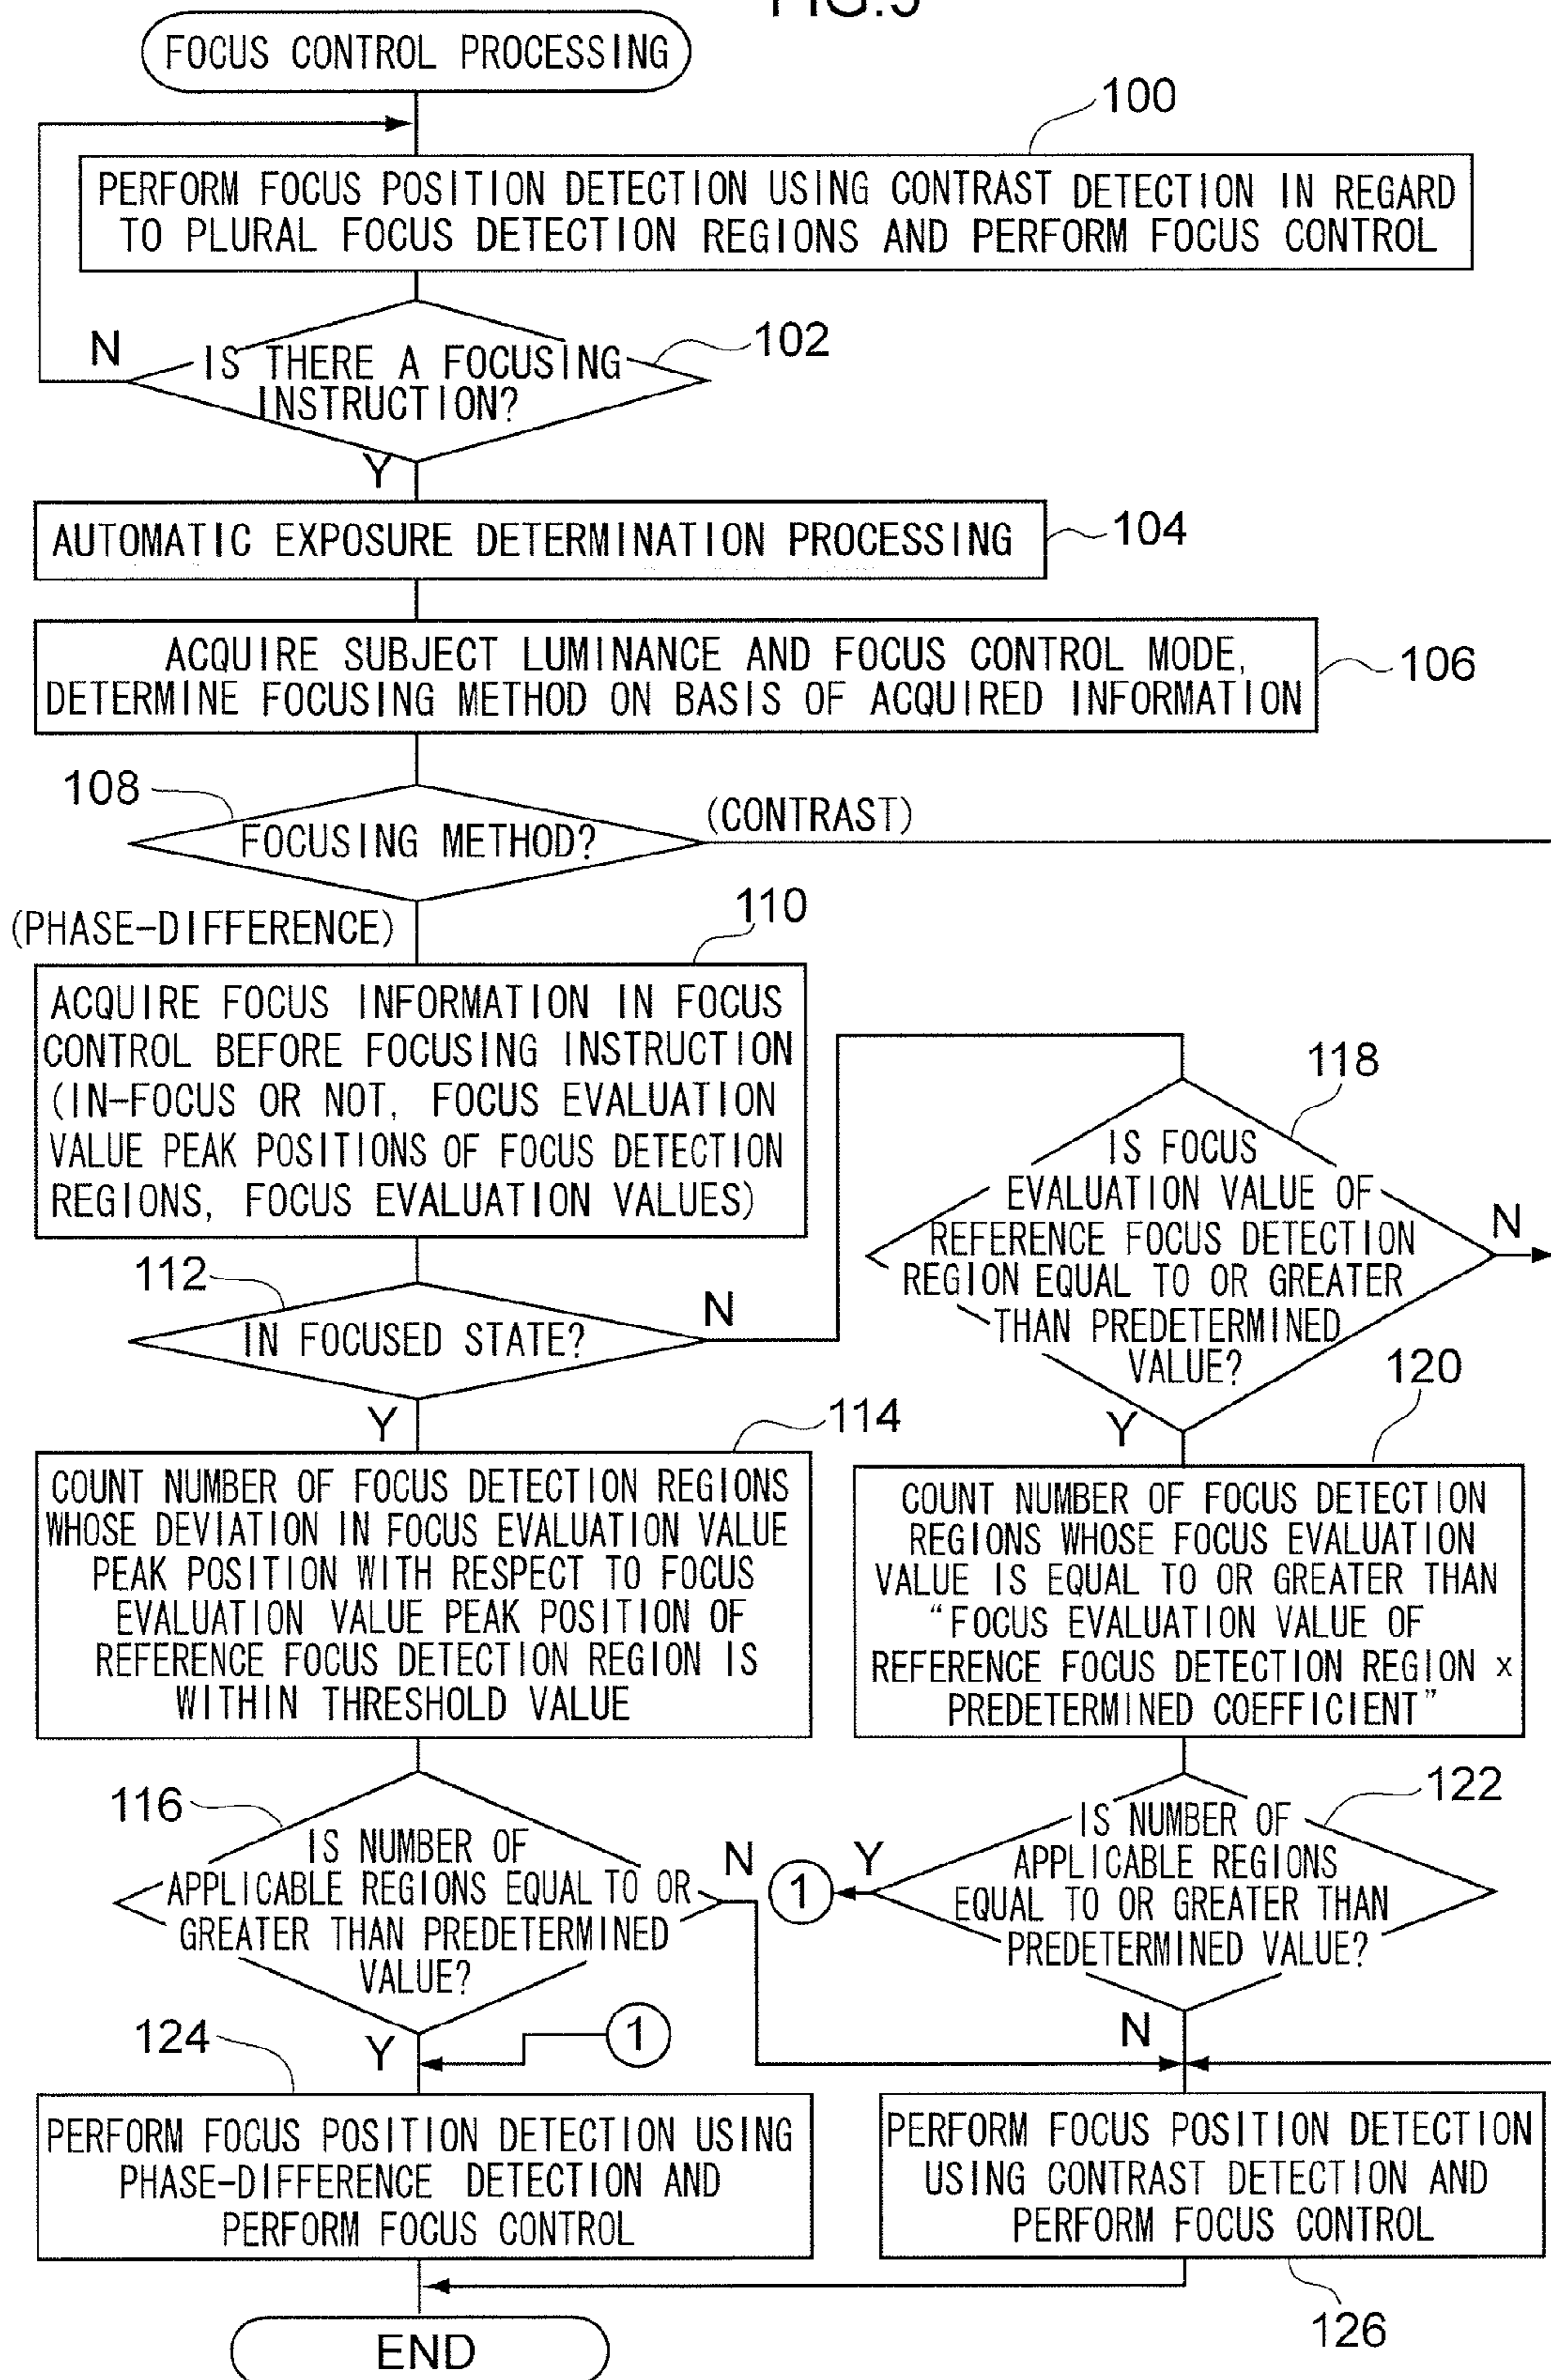 FIG.5
FOCUS CONTROL PROCESSING
100
PERFORM FOCUS POSITION DETECTION USING CONTRAST DETECTION IN REGARD
TO PLURAL FOCUS DETECTION REGIONS AND PERFORM FOCUS CONTROL
102
N
IS THERE A FOCUSING
INSTRUCTION?
Y
AUTOMATIC EXPOSURE DETERMINATION PROCESSING
104
ACQUIRE SUBJECT LUMINANCE AND FOCUS CONTROL MODE,
DETERMINE FOCUSING METHOD ON BASIS OF ACQUIRED INFORMATION
106
108
(CONTRAST)
FOCUSING METHOD?
(PHASE-DIFFERENCE)
110
ACQUIRE FOCUS INFORMATION IN FOCUS
CONTROL BEFORE FOCUSING INSTRUCTION
(IN-FOCUS OR NOT, FOCUS EVALUATION
VALUE PEAK POSITIONS OF FOCUS DETECTION
REGIONS, FOCUS EVALUATION VALUES)
118
IS FOCUS
EVALUATION VALUE OF
REFERENCE FOCUS DETECTION
REGION EQUAL TO OR GREATER
THAN PREDETERMINED
VALUE?
N
Y
112
IN FOCUSED STATE?
N
Y
114
COUNT NUMBER OF FOCUS DETECTION REGIONS
WHOSE DEVIATION IN FOCUS EVALUATION VALUE
PEAK POSITION WITH RESPECT TO FOCUS
EVALUATION VALUE PEAK POSITION OF
REFERENCE FOCUS DETECTION REGION IS
WITHIN THRESHOLD VALUE
120
COUNT NUMBER OF FOCUS DETECTION
REGIONS WHOSE FOCUS EVALUATION
VALUE IS EQUAL TO OR GREATER THAN
“FOCUS EVALUATION VALUE OF
REFERENCE FOCUS DETECTION REGION x
PREDETERMINED COEFFICIENT”
116
IS NUMBER OF
APPLICABLE REGIONS EQUAL TO OR
GREATER THAN PREDETERMINED
VALUE?
N
Y
122
IS NUMBER OF
APPLICABLE REGIONS
EQUAL TO OR GREATER THAN
PREDETERMINED VALUE?
Y
1
N
1
124
PERFORM FOCUS POSITION DETECTION USING
PHASE-DIFFERENCE DETECTION AND
PERFORM FOCUS CONTROL
PERFORM FOCUS POSITION DETECTION
USING CONTRAST DETECTION AND
PERFORM FOCUS CONTROL
126
END